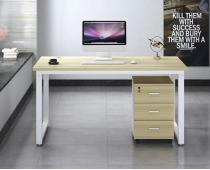 KILL THEM
WITH
SUCCESS
AND BURY
THEM WITH A
SMILE.